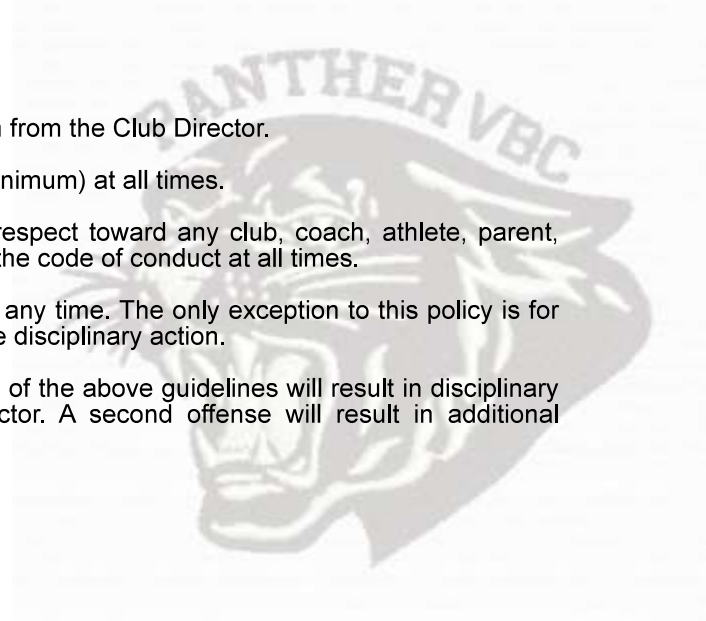 PANTHER VBC
from the Club Director.
at all times.
respect toward any club, coach, athlete, parent,
the code of conduct at all times.
any time. The only exception to this policy is for
disciplinary action.
of the above guidelines will result in disciplinary
A second offense will result in additional